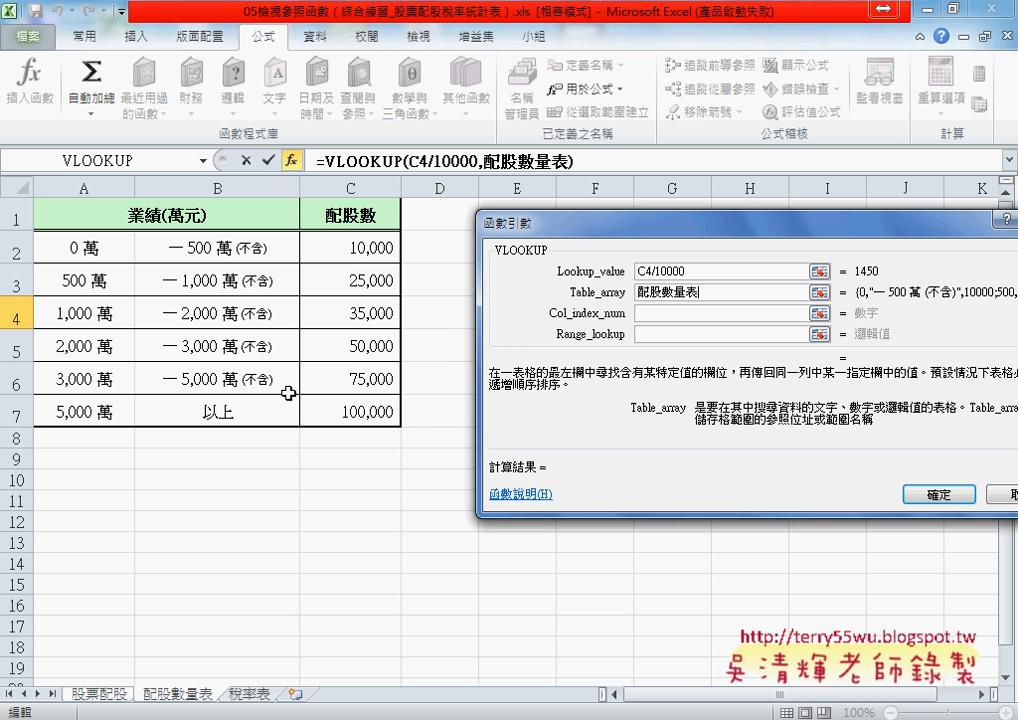 05檢視參照函數（綜合練習_股票配股稅率統計表）.xls [相容模式] - Microsoft Excel (產品啟動失敗)
檔案 常用 插入 版面配置 公式 資料 校閱 檢視 增益集 小組
插入函數 自動加總 最近用過的函數 財務 邏輯 文字 日期及時間 查閱與參照 數學與三角函數 其他函數
函數程式庫
名稱管理員 定義名稱 用於公式 從選取範圍建立
已定義之名稱
追蹤前導參照 追蹤從屬參照 移除箭號 顯示公式 錯誤檢查 評估值公式 監看視窗
公式稽核
重算選項
計算
VLOOKUP =VLOOKUP(C4/10000,配股數量表)
A B C D E F G H I J K
1 業績(萬元) 配股數
2 0 萬 一 500 萬 (不含) 10,000
3 500 萬 一 1,000 萬 (不含) 25,000
4 1,000 萬 一 2,000 萬 (不含) 35,000
5 2,000 萬 一 3,000 萬 (不含) 50,000
6 3,000 萬 一 5,000 萬 (不含) 75,000
7 5,000 萬 以上 100,000
8
9
10
11
12
13
14
15
16
17
18
19
函數引數
VLOOKUP
Lookup_value C4/10000 = 1450
Table_array 配股數量表 = {0,"一 500 萬 (不含)",10000;500,
Col_index_num = 數字
Range_lookup = 邏輯值
=
在一表格的最左欄中尋找含有某特定值的欄位，再傳回同一列中某一指定欄中的值。預設情況下表格必
遞增順序排序。
Table_array 是要在其中搜尋資料的文字、數字或邏輯值的表格。Table_arra
儲存格範圍的參照位址或範圍名稱
計算結果 =
函數說明(H) 確定 取
http://terry55wu.blogspot.tw
吳清輝老師錄製
股票配股 配股數量表 稅率表
編輯 100%